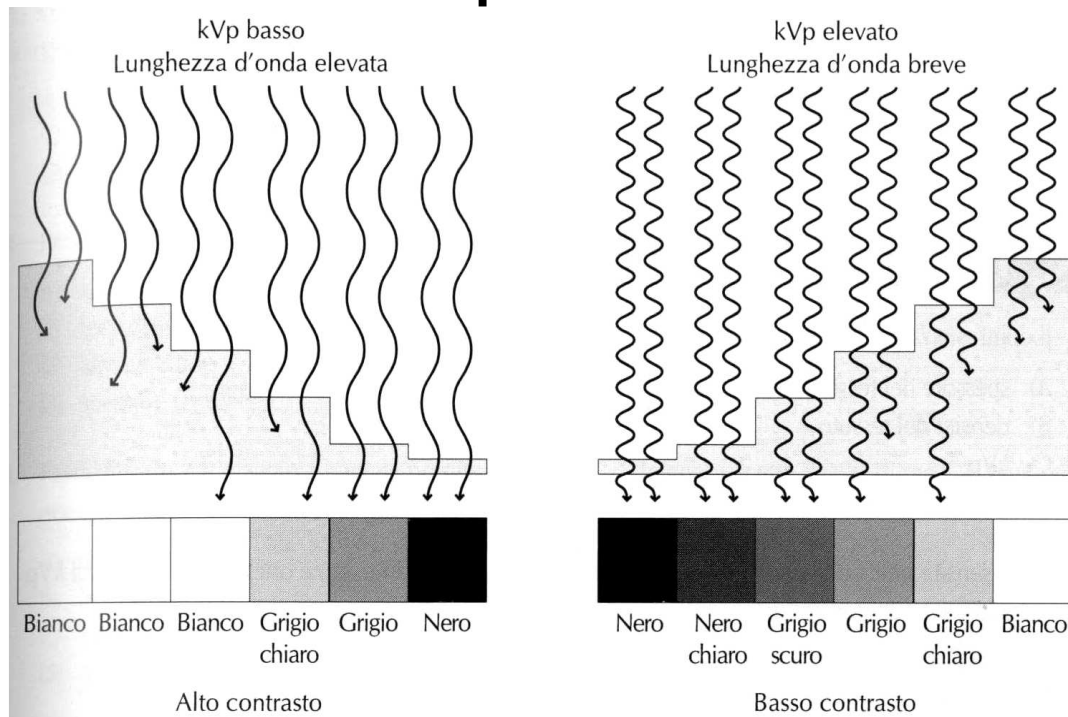 kVp basso
Lunghezza d'onda elevata
kVp elevato
Lunghezza d'onda breve
Bianco Bianco Bianco Grigio chiaro Grigio Nero
Nero Nero chiaro Grigio scuro Grigio Grigio chiaro Bianco
Alto contrasto
Basso contrasto